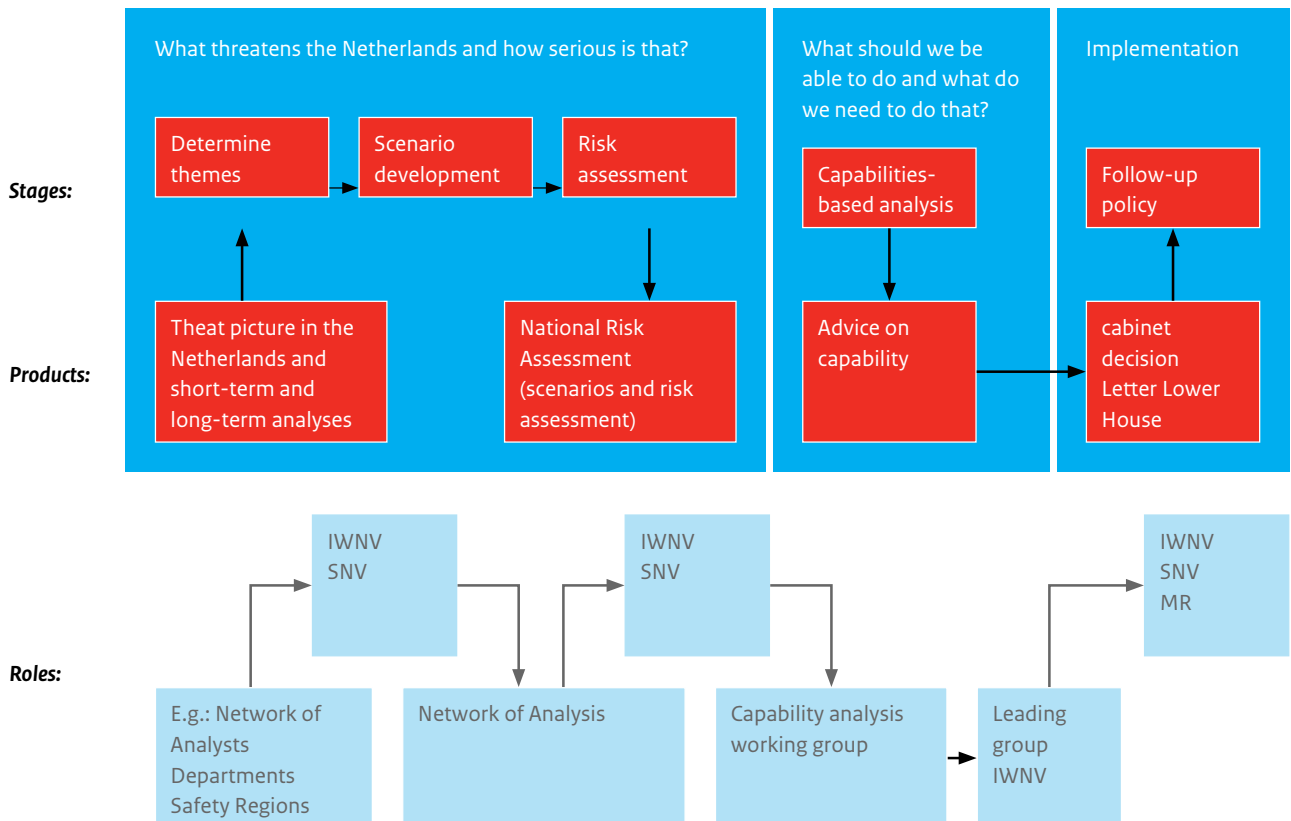 What threatens the Netherlands and how serious is that?
What should we be
able to do and what do
we need to do that?
Implementation
Stages:
Determine
themes
Scenario
development
Risk
assessment
Capabilities-
based analysis
Follow-up
policy
Products:
Theat picture in the
Netherlands and
short-term and
long-term analyses
National Risk
Assessment
(scenarios and risk
assessment)
Advice on
capability
cabinet
decision
Letter Lower
House
Roles:
IWNV
SNV
IWNV
SNV
IWNV
SNV
MR
E.g.: Network of
Analysts
Departments
Safety Regions
Network of Analysis
Capability analysis
working group
Leading
group
IWNV